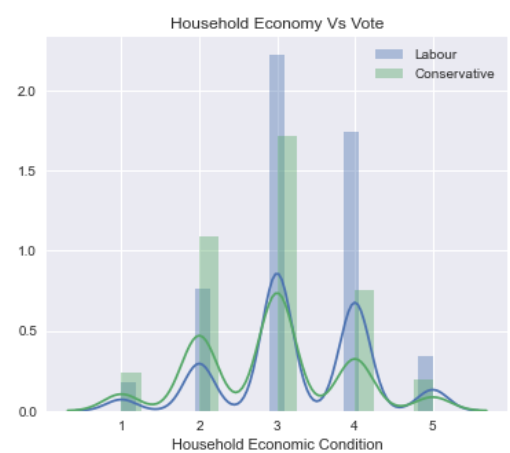 Household Economy Vs Vote
Labour
Conservative
2.0
1.5
1.0
0.5
0.0
1 2 3 4 5
Household Economic Condition